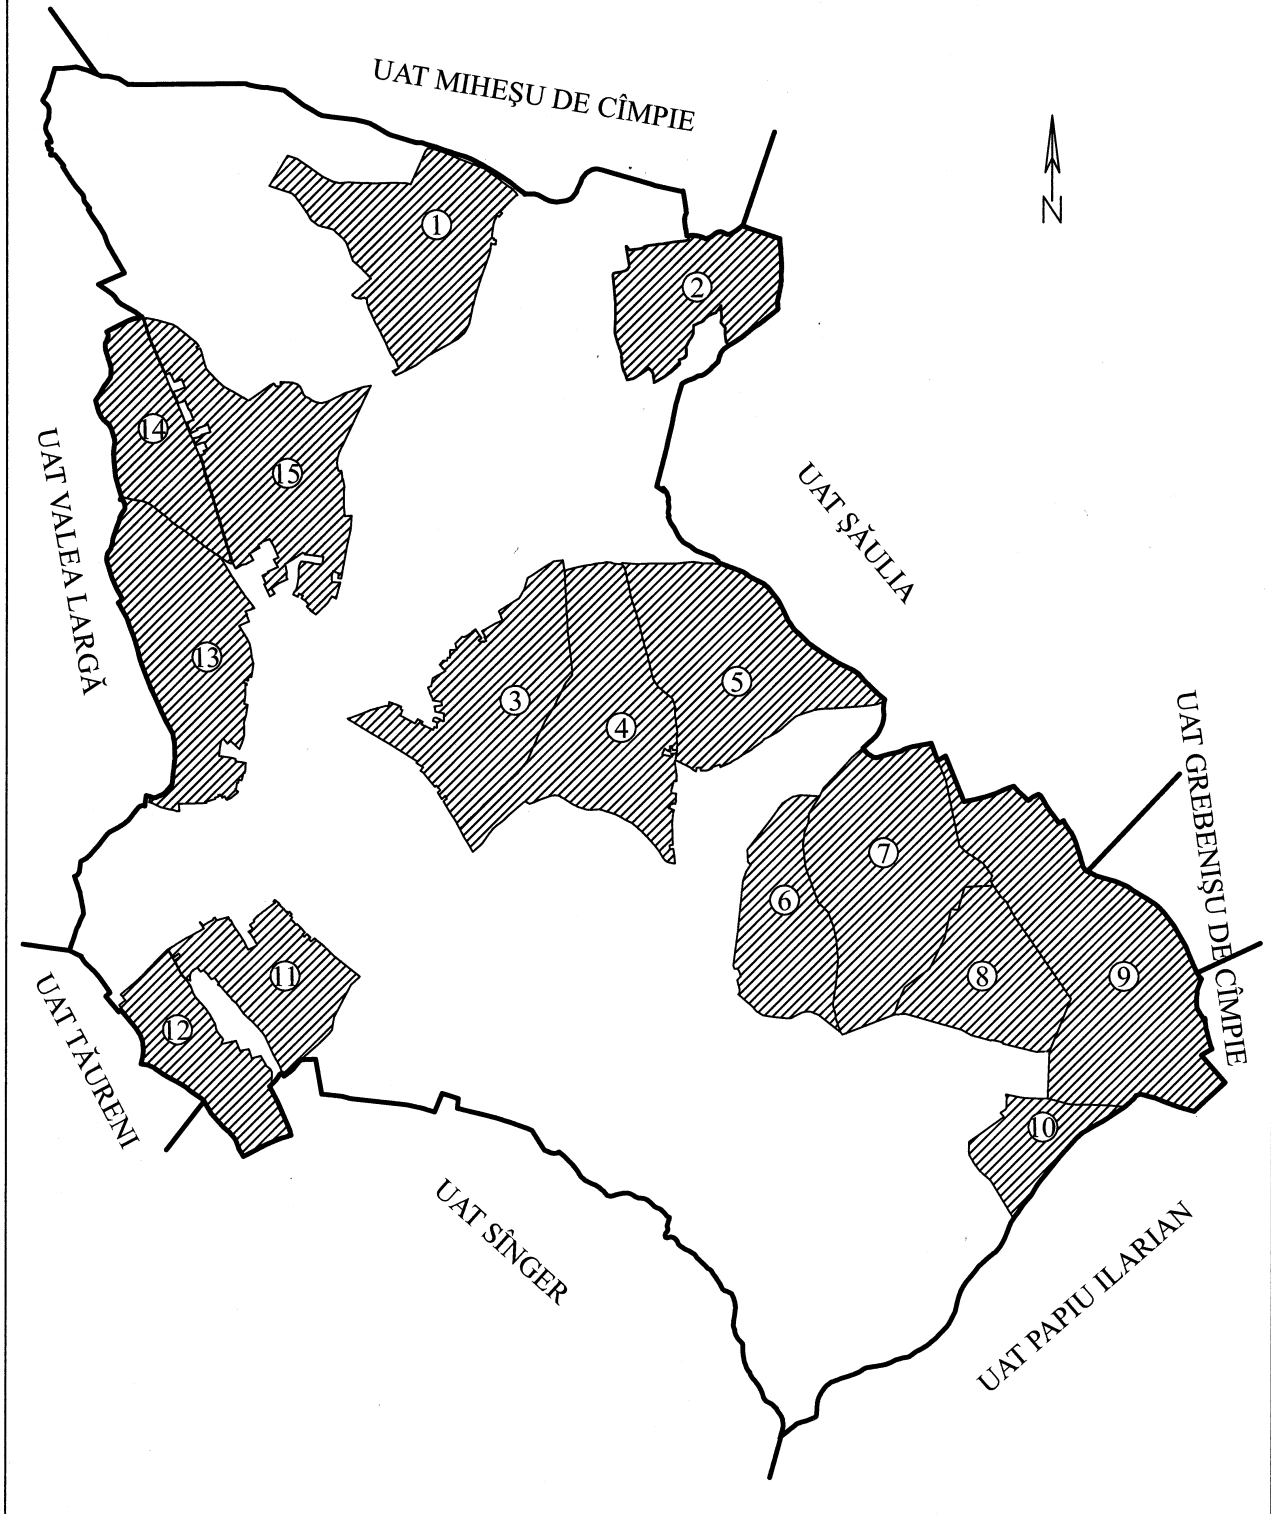 UAT MIHEŞU DE CÎMPIE
N
1
2
14
15
UAT VALEA LARGĂ
UAT ŞĂULIA
13
3
4
5
UAT GREBENIŞU DE CÎMPIE
7
6
8
9
11
12
UAT TĂURENI
10
UAT SÎNGER
UAT PAPIU ILARIAN